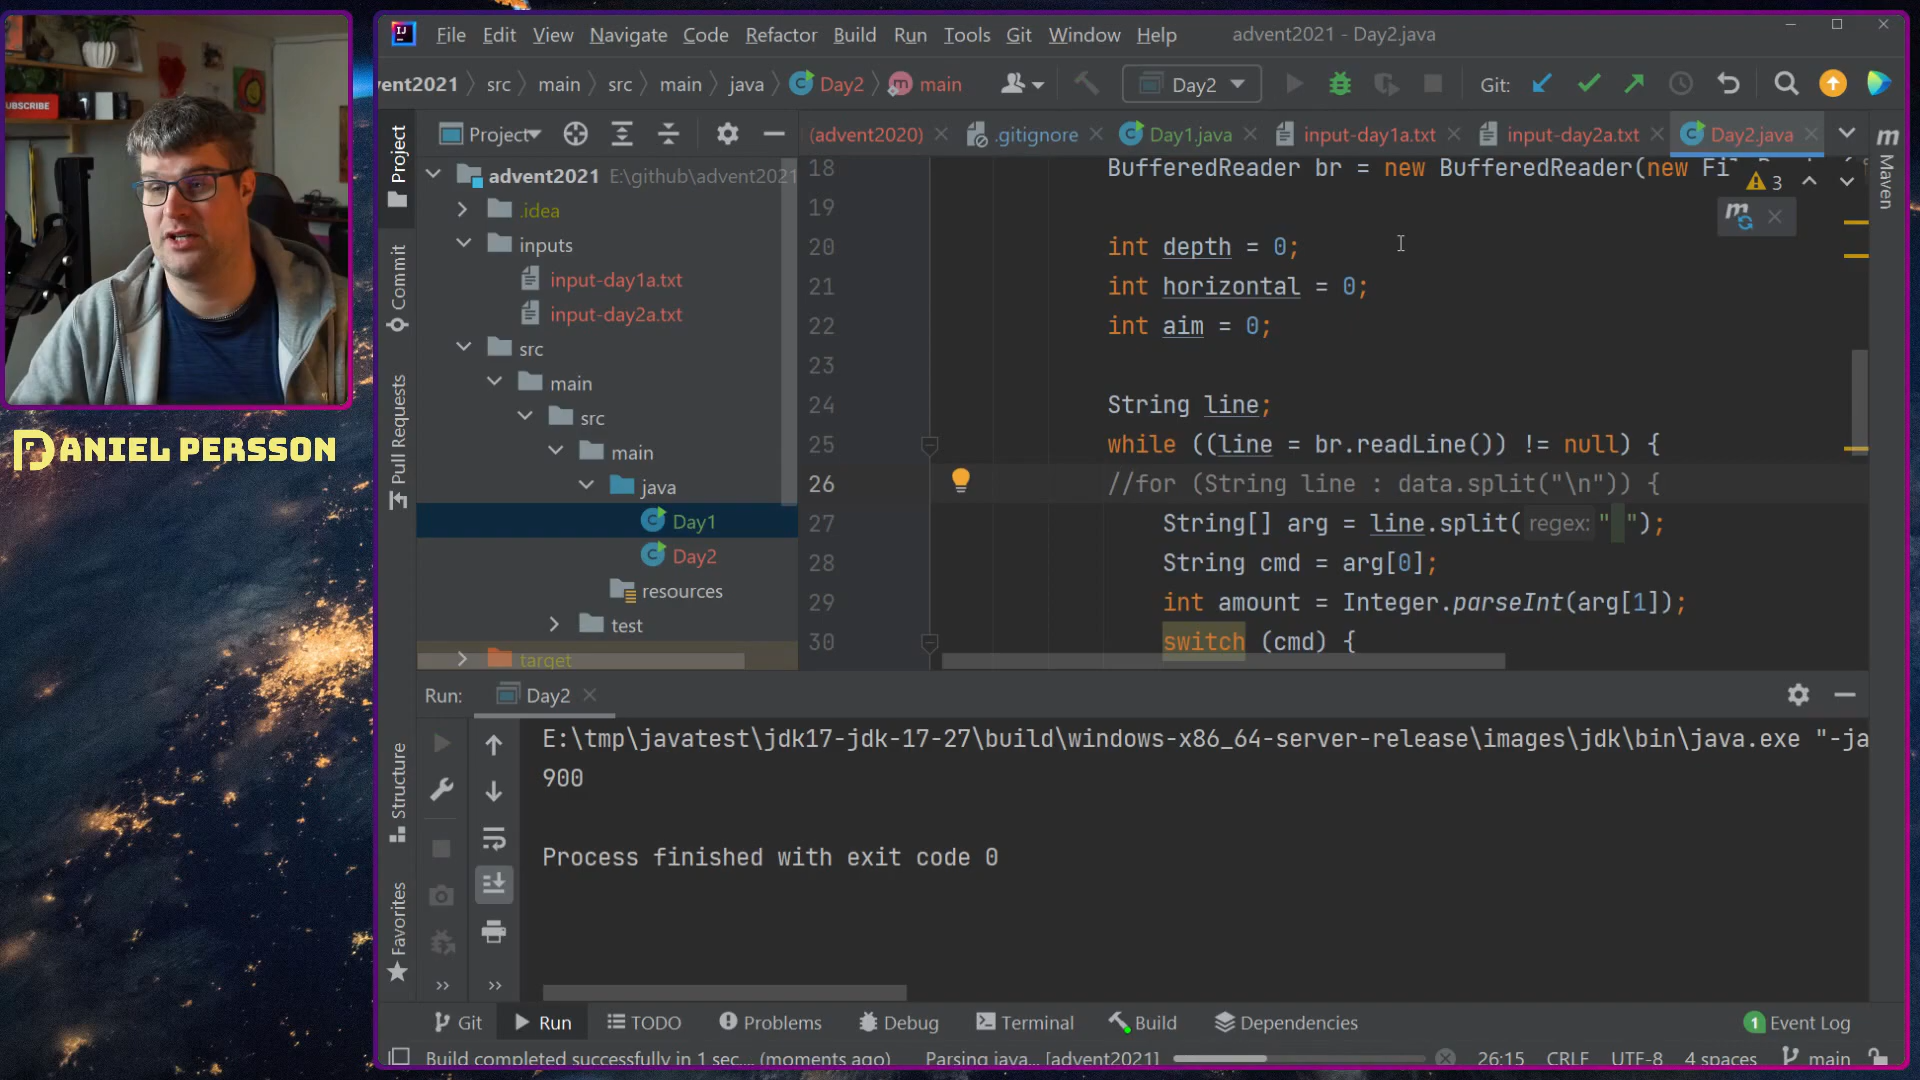 SUBSCRIBE
DANIEL PERSSON
File Edit View Navigate Code Refactor Build Run Tools Git Window Help advent2021 - Day2.java
vent2021 src main src main java Day2 main Day2 Git:
Project (advent2020) .gitignore Day1.java input-day1a.txt input-day2a.txt Day2.java
Project
Commit
Pull Requests
Structure
Favorites
Maven
advent2021 E:\github\advent2021
.idea
inputs
input-day1a.txt
input-day2a.txt
src
main
src
main
java
Day1
Day2
resources
test
target
18 BufferedReader br = new BufferedReader(new Fil
3
19
20 int depth = 0;
21 int horizontal = 0;
22 int aim = 0;
23
24 String line;
25 while ((line = br.readLine()) != null) {
26 //for (String line : data.split("\n")) {
27 String[] arg = line.split( regex: " ");
28 String cmd = arg[0];
29 int amount = Integer.parseInt(arg[1]);
30 switch (cmd) {
Run: Day2
E:\tmp\javatest\jdk17-jdk-17-27\build\windows-x86_64-server-release\images\jdk\bin\java.exe "-ja
900
Process finished with exit code 0
Git Run TODO Problems Debug Terminal Build Dependencies 1 Event Log
Build completed successfully in 1 sec... (moments ago) Parsing java... [advent2021] 26:15 CRLF UTF-8 4 spaces main